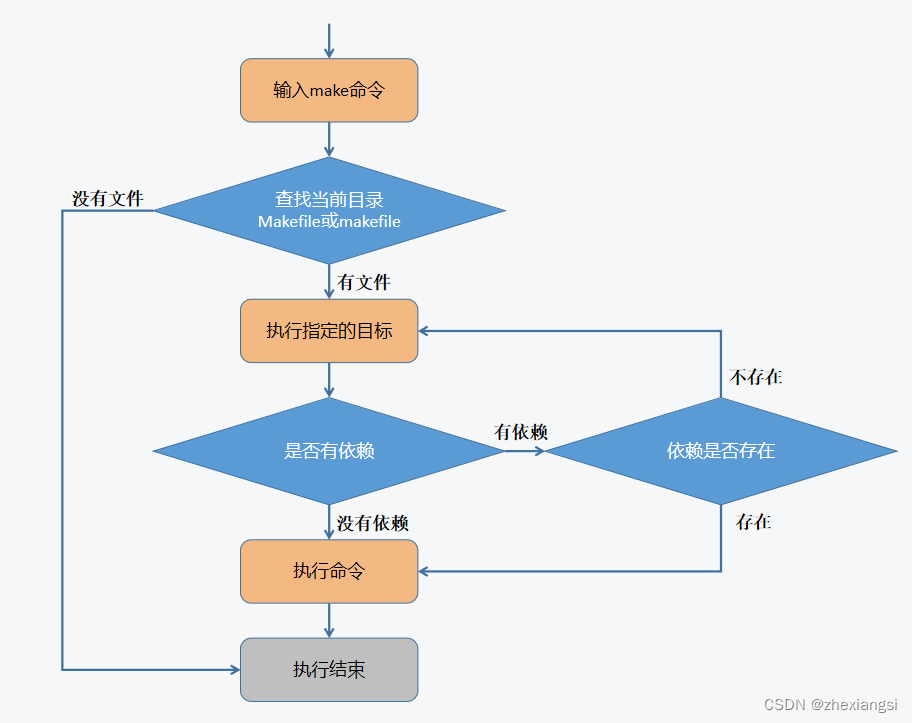 输入make命令
没有文件
查找当前目录
Makefile或makefile
有文件
执行指定的目标
不存在
有依赖
是否有依赖
依赖是否存在
没有依赖
存在
执行命令
执行结束
CSDN @zhexiangsi